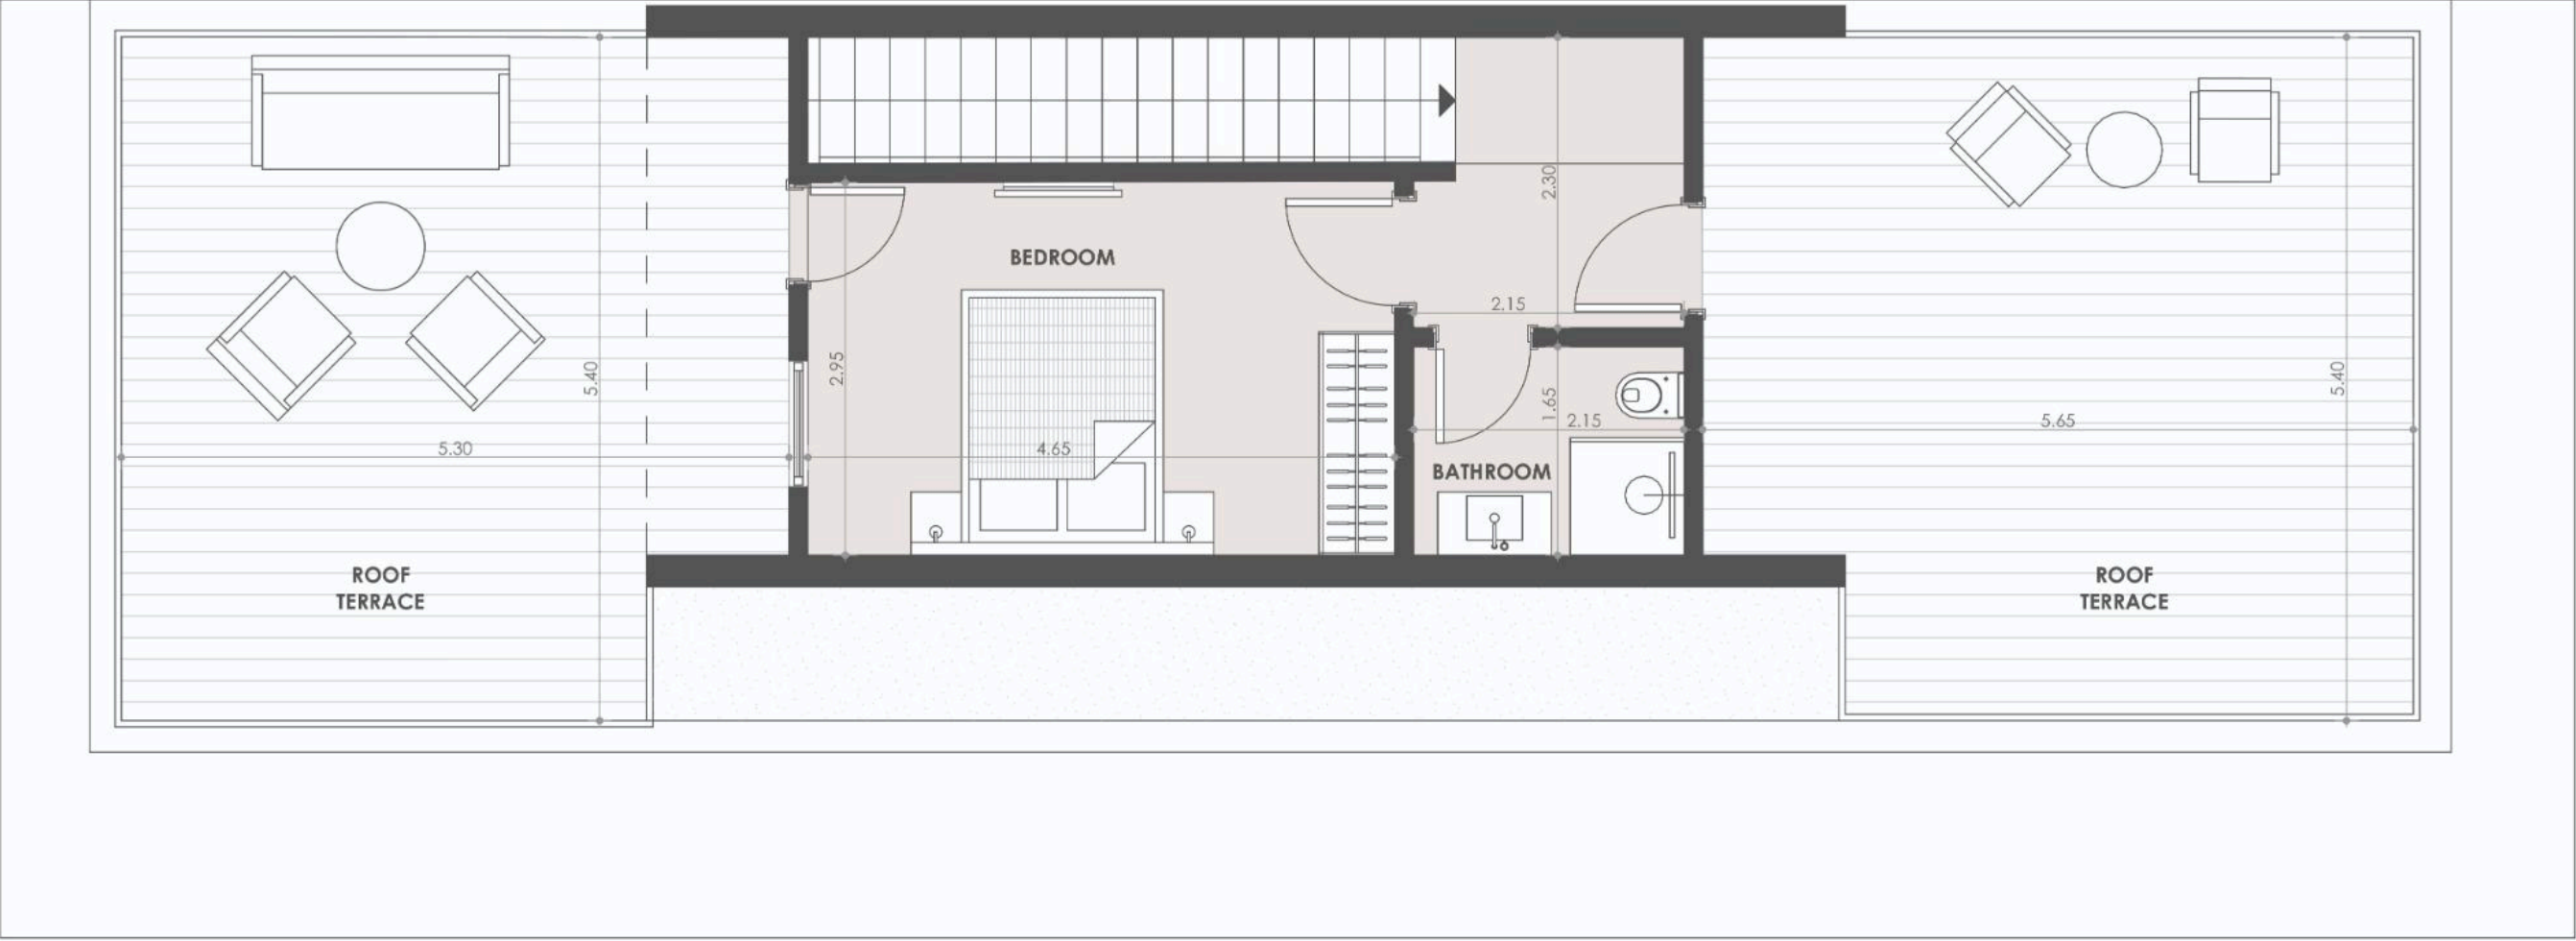 2.30
BEDROOM
2.15
2.95
5.40
5.40
1.65
2.15
5.65
5.30
4.65
BATHROOM
ROOF
TERRACE
ROOF
TERRACE